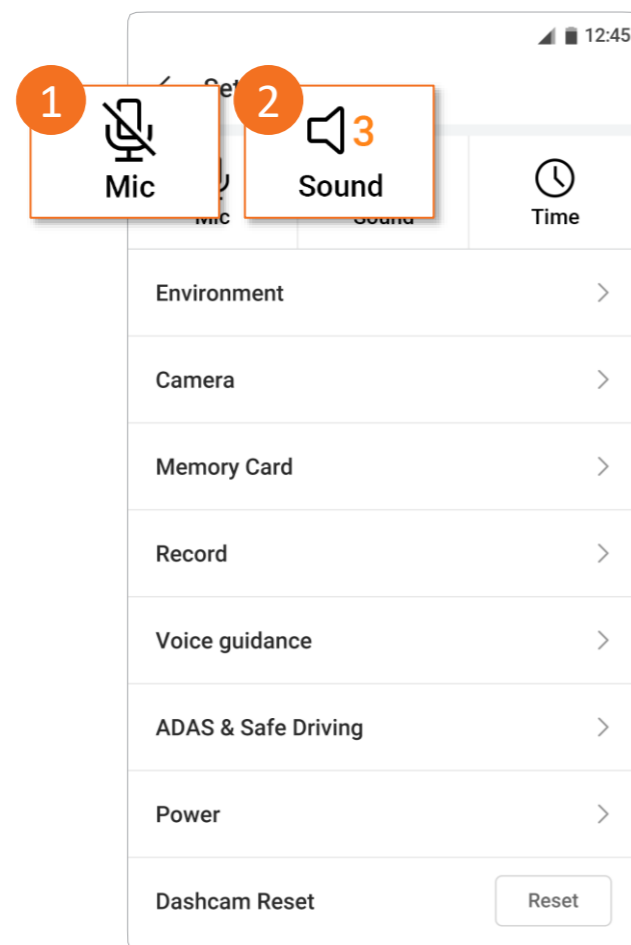 12:45
1
2
3
Mic
Sound
Time
Environment
Camera
Memory Card
Record
Voice guidance
ADAS & Safe Driving
Power
Dashcam Reset
Reset